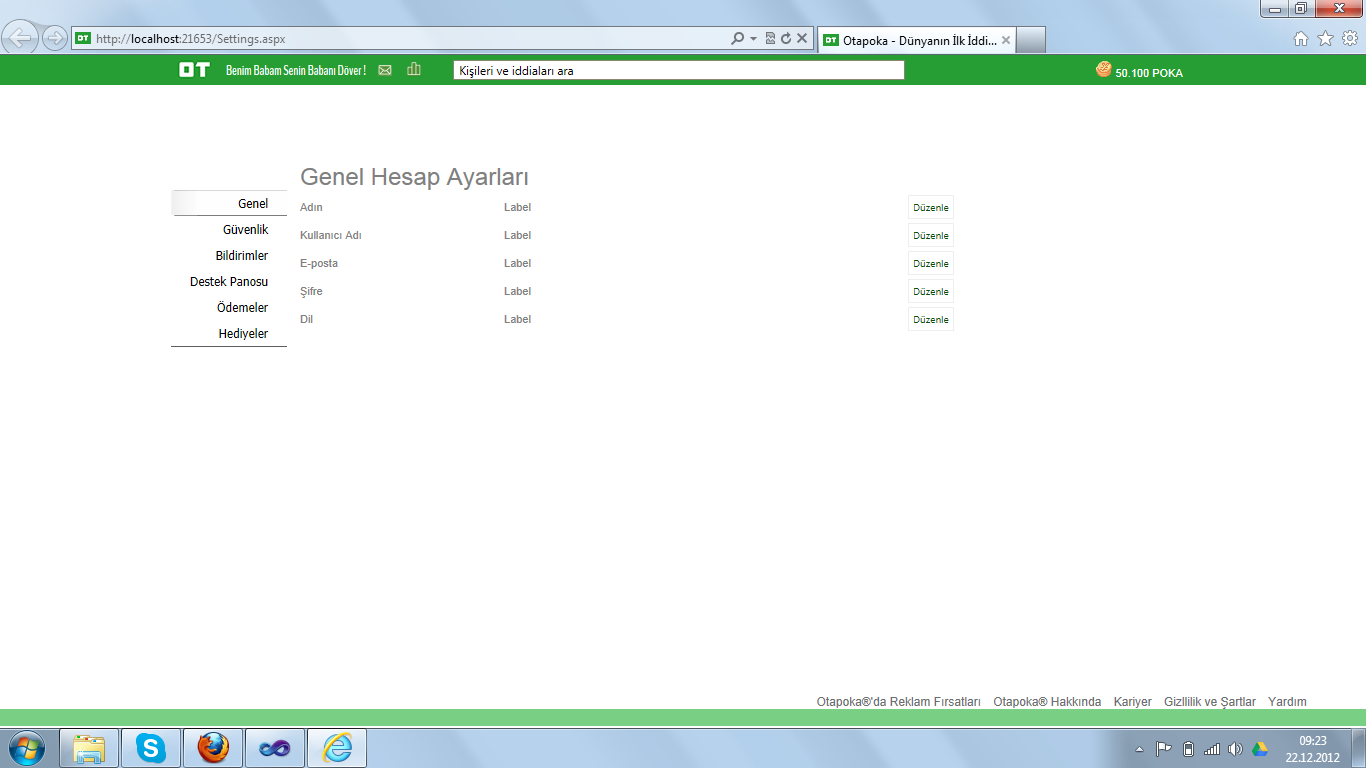 http://localhost:21653/Settings.aspx
OT Otapoka - Dünyanın İlk İddi...
OT Benim Babam Senin Babanı Döver ! Kişileri ve iddiaları ara 50.100 POKA
Genel Hesap Ayarları
Genel
Güvenlik
Bildirimler
Destek Panosu
Ödemeler
Hediyeler
Adın Label Düzenle
Kullanıcı Adı Label Düzenle
E-posta Label Düzenle
Şifre Label Düzenle
Dil Label Düzenle
Otapoka®'da Reklam Fırsatları Otapoka® Hakkında Kariyer Gizllilik ve Şartlar Yardım
09:23
22.12.2012